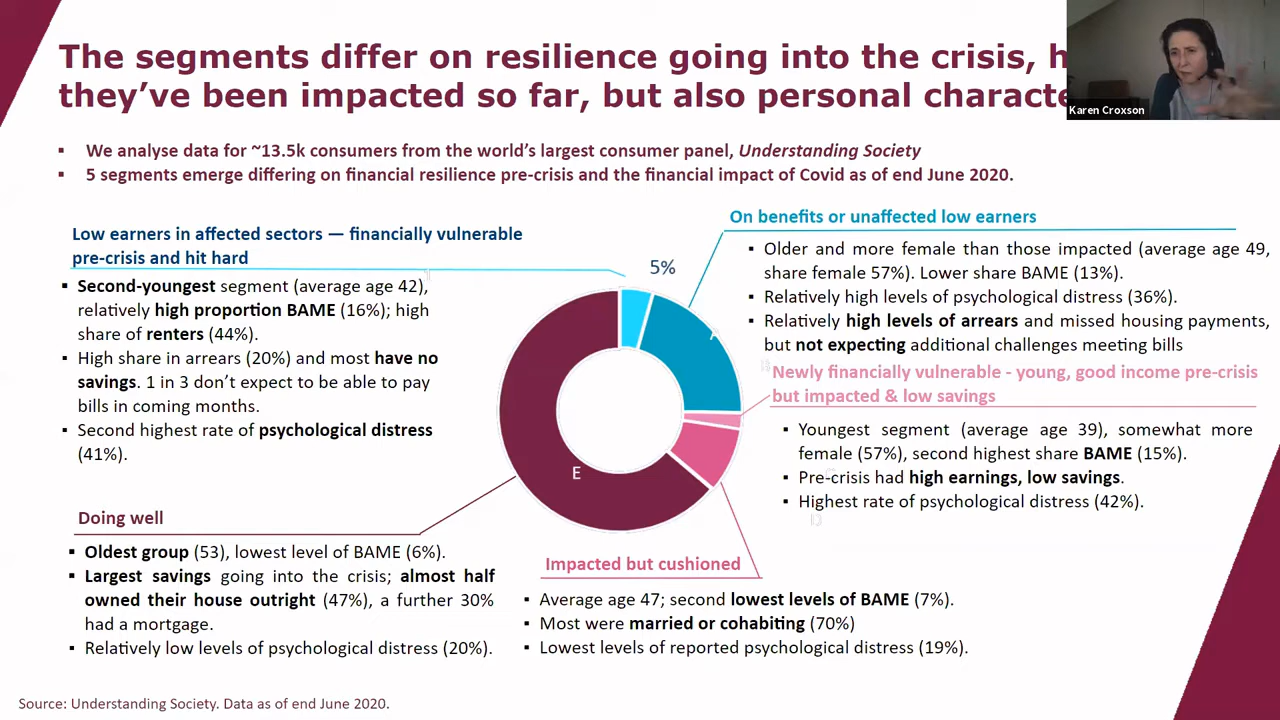 The segments differ on resilience going into the crisis, h
they've been impacted so far, but also personal characte
Karen Croxson
▪ We analyse data for ~13.5k consumers from the world's largest consumer panel, Understanding Society
▪ 5 segments emerge differing on financial resilience pre-crisis and the financial impact of Covid as of end June 2020.
Low earners in affected sectors — financially vulnerable
pre-crisis and hit hard
▪ Second-youngest segment (average age 42),
relatively high proportion BAME (16%); high
share of renters (44%).
▪ High share in arrears (20%) and most have no
savings. 1 in 3 don't expect to be able to pay
bills in coming months.
▪ Second highest rate of psychological distress
(41%).
5%
E
On benefits or unaffected low earners
▪ Older and more female than those impacted (average age 49,
share female 57%). Lower share BAME (13%).
▪ Relatively high levels of psychological distress (36%).
▪ Relatively high levels of arrears and missed housing payments,
but not expecting additional challenges meeting bills
Newly financially vulnerable - young, good income pre-crisis
but impacted & low savings
▪ Youngest segment (average age 39), somewhat more
female (57%), second highest share BAME (15%).
▪ Pre-crisis had high earnings, low savings.
▪ Highest rate of psychological distress (42%).
Doing well
▪ Oldest group (53), lowest level of BAME (6%).
▪ Largest savings going into the crisis; almost half
owned their house outright (47%), a further 30%
had a mortgage.
▪ Relatively low levels of psychological distress (20%).
Impacted but cushioned
▪ Average age 47; second lowest levels of BAME (7%).
▪ Most were married or cohabiting (70%)
▪ Lowest levels of reported psychological distress (19%).
Source: Understanding Society. Data as of end June 2020.